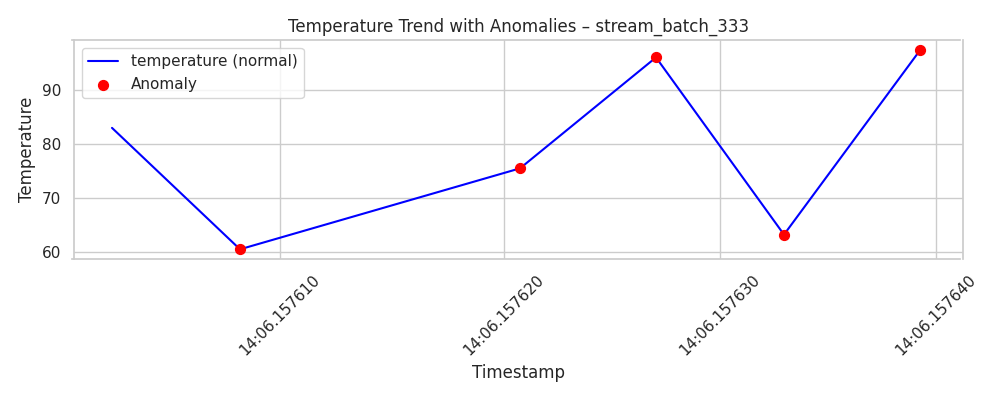 Temperature Trend with Anomalies – stream_batch_333
temperature (normal)
Anomaly
Temperature
90
80
70
60
14:06.157610
14:06.157620
14:06.157630
14:06.157640
Timestamp